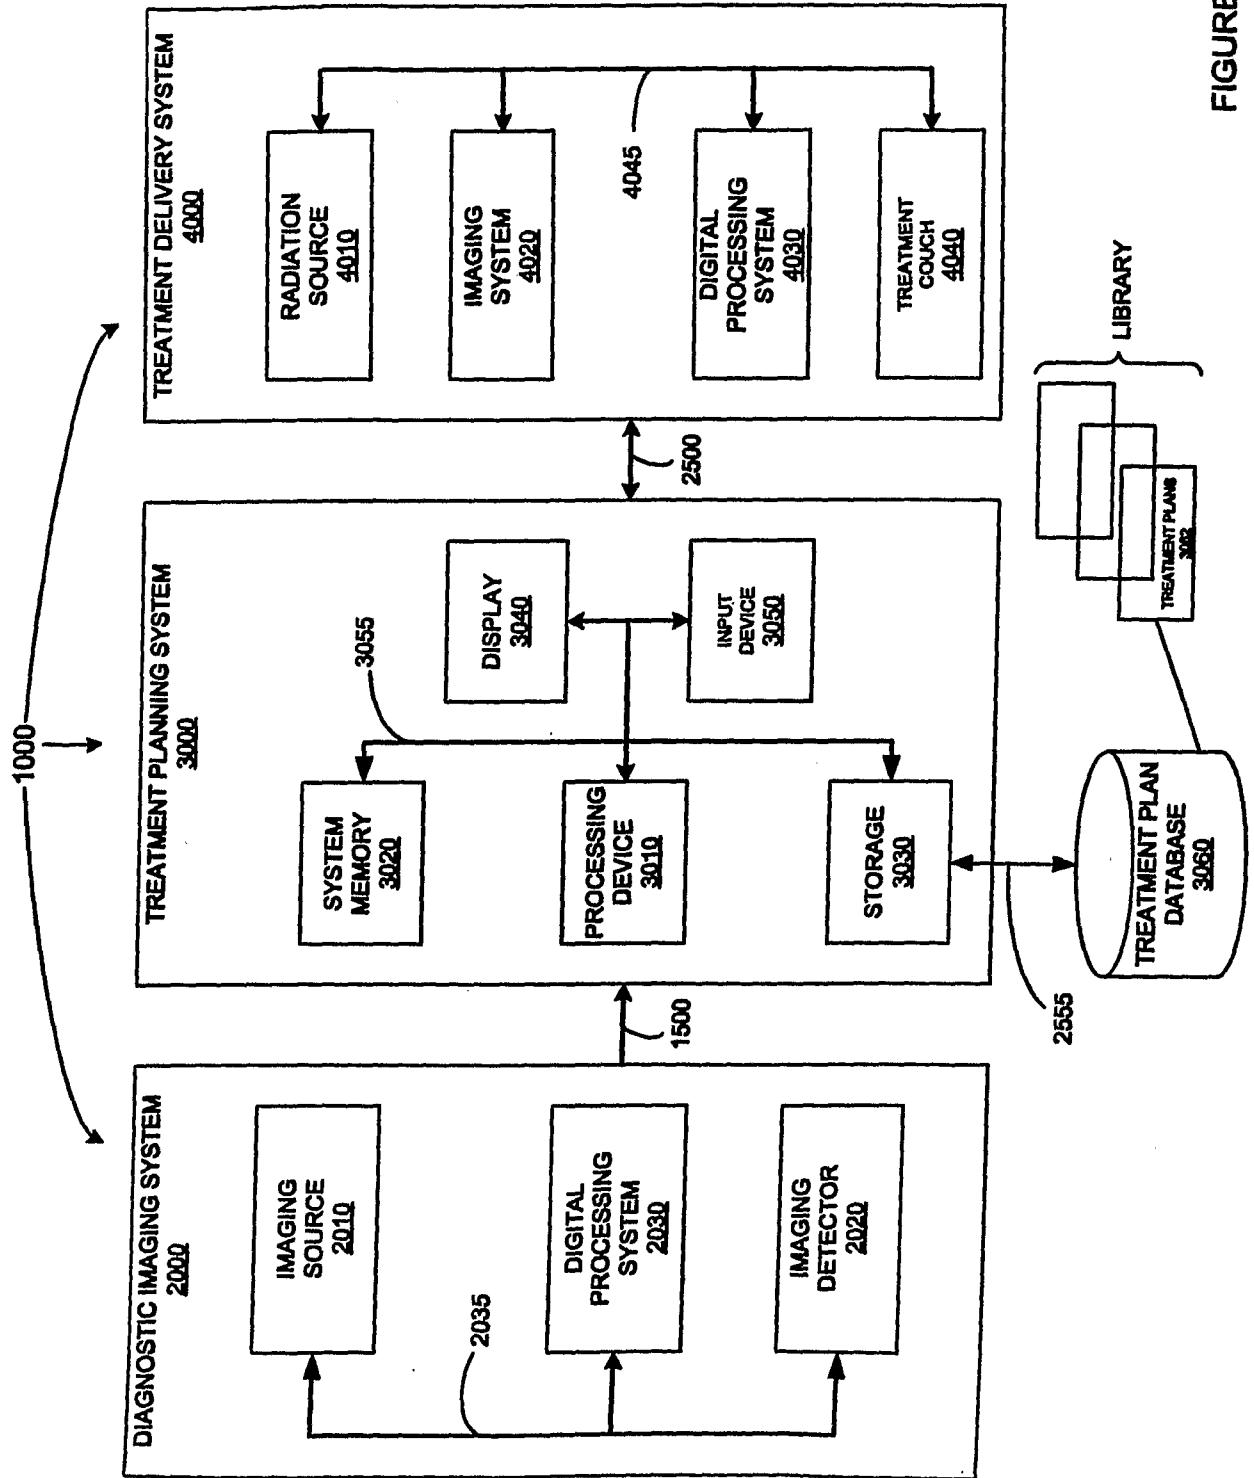 1000
DIAGNOSTIC IMAGING SYSTEM
2000
IMAGING
SOURCE
2010
DIGITAL
PROCESSING
SYSTEM
2030
IMAGING
DETECTOR
2020
2035
1500
TREATMENT PLANNING SYSTEM
3000
SYSTEM
MEMORY
3020
PROCESSING
DEVICE
3010
STORAGE
3030
3055
DISPLAY
3040
INPUT
DEVICE
3050
2555
TREATMENT PLAN
DATABASE
3060
TREATMENT PLANS
3062
LIBRARY
2500
TREATMENT DELIVERY SYSTEM
4000
RADIATION
SOURCE
4010
IMAGING
SYSTEM
4020
DIGITAL
PROCESSING
SYSTEM
4030
TREATMENT
COUCH
4040
4045
FIGURE